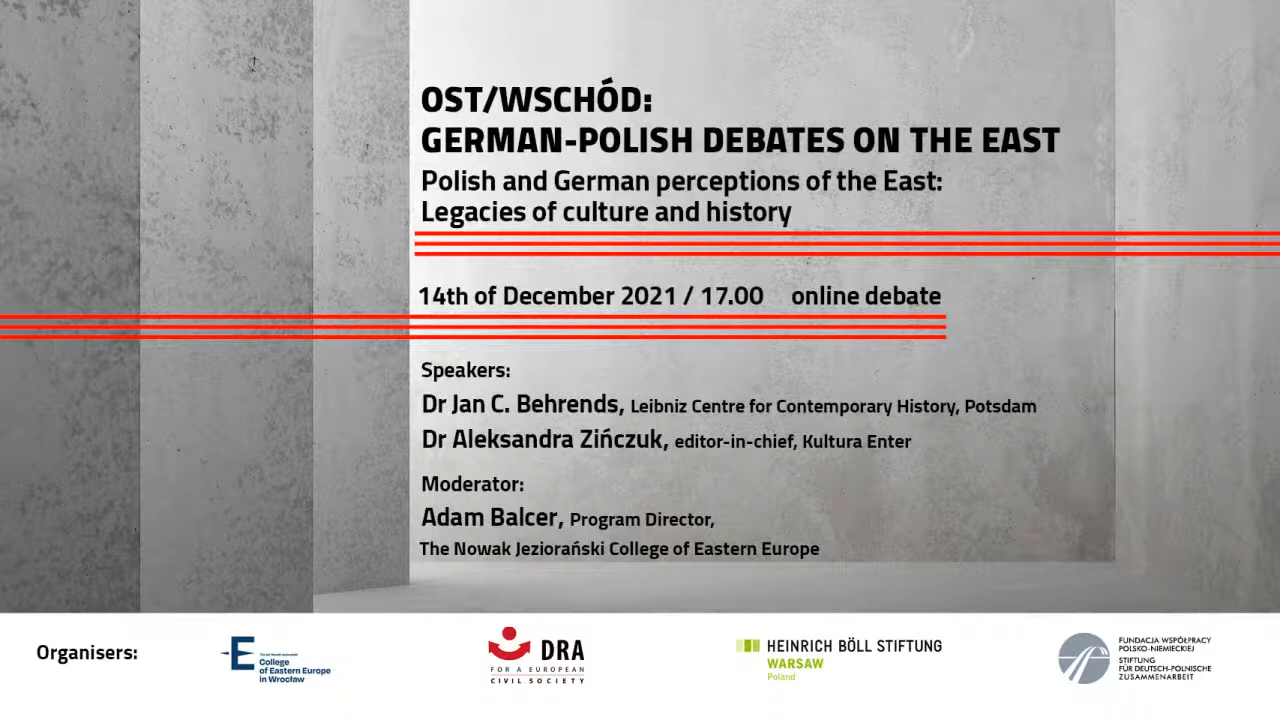 OST/WSCHÓD:
GERMAN-POLISH DEBATES ON THE EAST
Polish and German perceptions of the East:
Legacies of culture and history
14th of December 2021 / 17.00 online debate
Speakers:
Dr Jan C. Behrends, Leibniz Centre for Contemporary History, Potsdam
Dr Aleksandra Zińczuk, editor-in-chief, Kultura Enter
Moderator:
Adam Balcer, Program Director,
The Nowak Jeziorański College of Eastern Europe
Organisers:
College
of Eastern Europe
in Wrocław
DRA
FOR A EUROPEAN
CIVIL SOCIETY
HEINRICH BÖLL STIFTUNG
WARSAW
Poland
FUNDACJA WSPÓŁPRACY
POLSKO-NIEMIECKIEJ
STIFTUNG
FÜR DEUTSCH-POLNISCHE
ZUSAMMENARBEIT